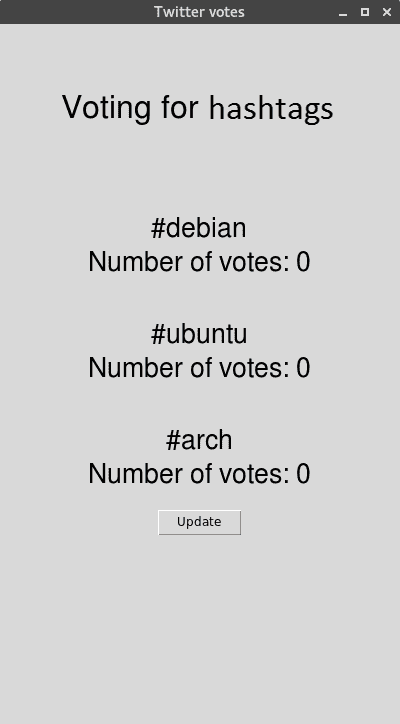 Twitter votes
Voting for hashtags
#debian
Number of votes: 0
#ubuntu
Number of votes: 0
#arch
Number of votes: 0
Update